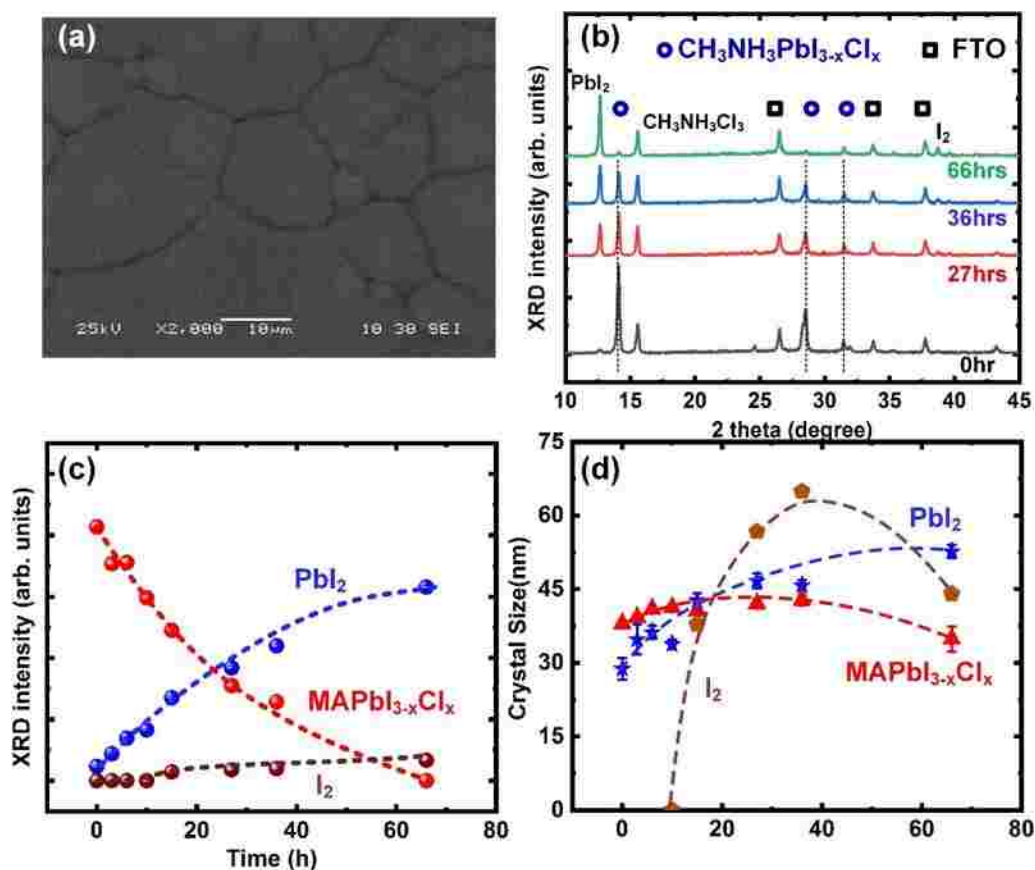 (a)
25kV X2,000 10μm 10 30 SEI
(b)
CH₃NH₃PbI₃₋ₓClₓ FTO
PbI₂
CH₃NH₃Cl₃
I₂
66hrs
36hrs
27hrs
0hr
XRD intensity (arb. units)
10 15 20 25 30 35 40 45
2 theta (degree)
(c)
XRD intensity (arb. units)
PbI₂
MAPbI₃₋ₓClₓ
I₂
0 20 40 60 80
Time (h)
(d)
Crystal Size(nm)
75
60
45
30
15
0
PbI₂
MAPbI₃₋ₓClₓ
I₂
0 20 40 60 80